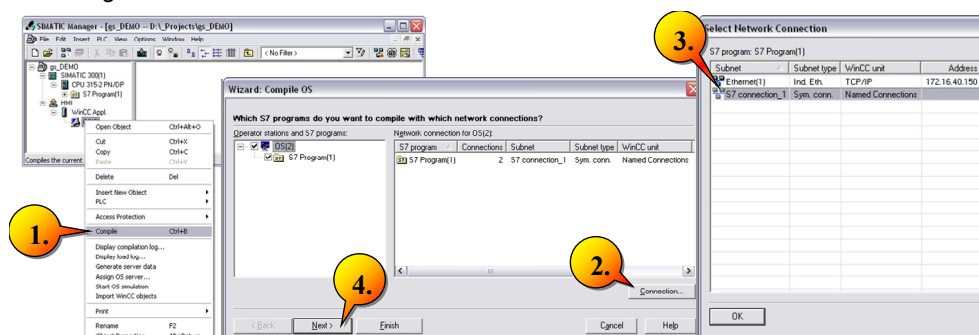 SIMATIC Manager - [gs_DEMO -- D:\_Projects\gs_DEMO]
File Edit Insert PLC View Options Window Help
< No Filter >
gs_DEMO
SIMATIC 300(1)
CPU 315-2 PN/DP
S7 Program(1)
HMI
WinCC Appl.
Compiles the current
Open Object Ctrl+Alt+O
Cut Ctrl+X
Copy Ctrl+C
Paste Ctrl+V
Delete Del
Insert New Object
PLC
Access Protection
Compile Ctrl+B
Display compilation log...
Display load log...
Generate server data
Assign OS server...
Start OS simulation
Import WinCC objects
Print
Rename F2
1.
Wizard: Compile OS
Which S7 programs do you want to compile with which network connections?
Operator stations and S7 programs:
OS(2)
S7 Program(1)
Network connection for OS(2):
S7 program Connections Subnet Subnet type WinCC unit
S7 Program(1) 2 S7 connection_1 Sym. conn. Named Connections
2.
Connection...
4.
< Back Next > Finish Cancel Help
3.
Select Network Connection
S7 program: S7 Program(1)
Subnet Subnet type WinCC unit Address
Ethernet(1) Ind. Eth. TCP/IP 172.16.40.150
S7 connection_1 Sym. conn. Named Connections
OK